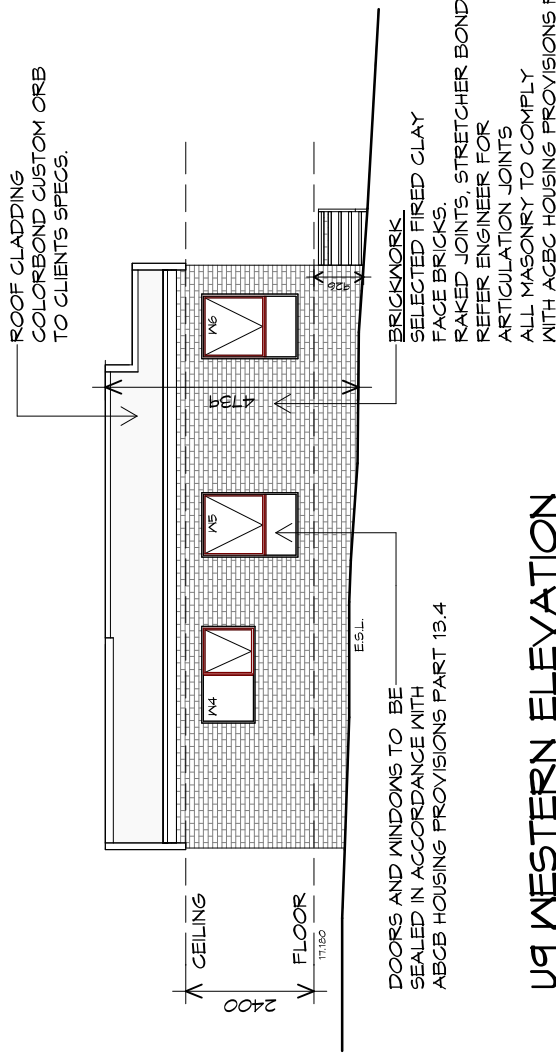 ROOF CLADDING
COLORBOND CUSTOM ORB
TO CLIENTS SPECS.
W4
W5
W6
4739
926
CEILING
2400
FLOOR
17.180
E.S.L.
DOORS AND WINDOWS TO BE
SEALED IN ACCORDANCE WITH
ABCB HOUSING PROVISIONS PART 13.4
BRICKWORK
SELECTED FIRED CLAY
FACE BRICKS.
RAKED JOINTS, STRETCHER BOND
REFER ENGINEER FOR
ARTICULATION JOINTS
ALL MASONRY TO COMPLY
WITH ACBC HOUSING PROVISIONS
U9 WESTERN ELEVATION